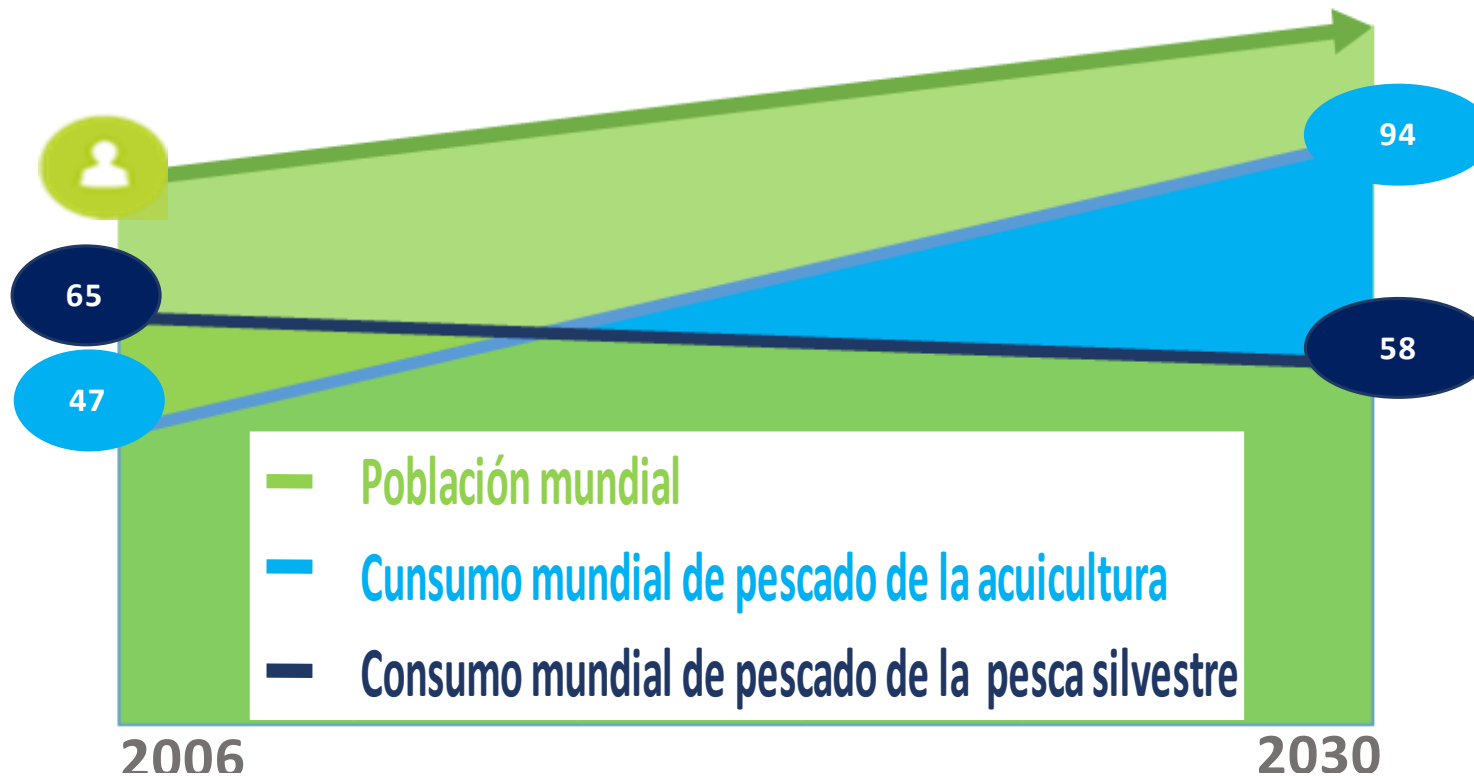 94
65
58
47
Población mundial
Cunsumo mundial de pescado de la acuicultura
Consumo mundial de pescado de la pesca silvestre
2006
2030